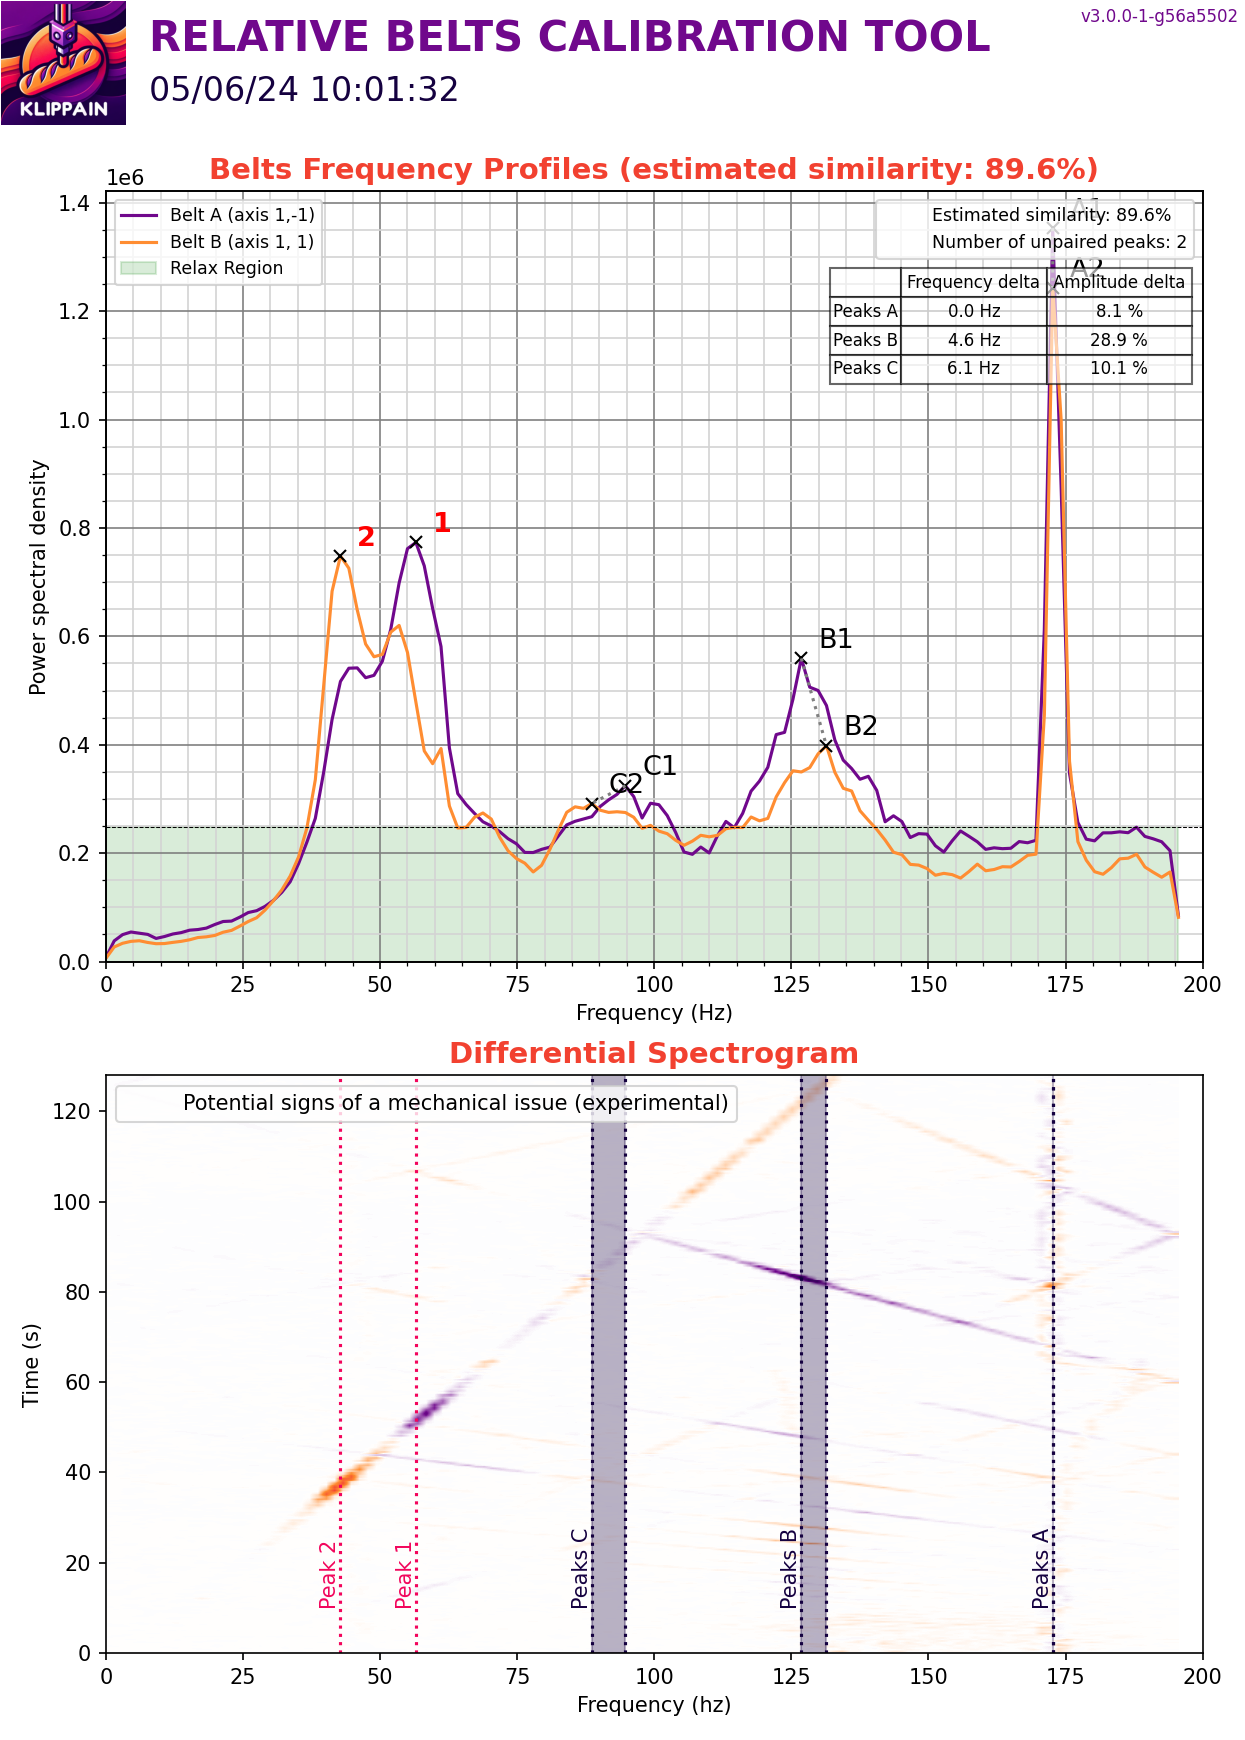 KLIPPAIN
RELATIVE BELTS CALIBRATION TOOL
v3.0.0-1-g56a5502
05/06/24 10:01:32
Belts Frequency Profiles (estimated similarity: 89.6%)
1e6
Belt A (axis 1,-1)
Belt B (axis 1, 1)
Relax Region
Estimated similarity: 89.6%
Number of unpaired peaks: 2
A1
A2
Frequency delta Amplitude delta
Peaks A 0.0 Hz 8.1 %
Peaks B 4.6 Hz 28.9 %
Peaks C 6.1 Hz 10.1 %
2
1
B1
B2
C1
C2
Power spectral density
1.4
1.2
1.0
0.8
0.6
0.4
0.2
0.0
0 25 50 75 100 125 150 175 200
Frequency (Hz)
Differential Spectrogram
Potential signs of a mechanical issue (experimental)
Time (s)
120
100
80
60
40
20
0
Peak 2
Peak 1
Peaks C
Peaks B
Peaks A
0 25 50 75 100 125 150 175 200
Frequency (hz)